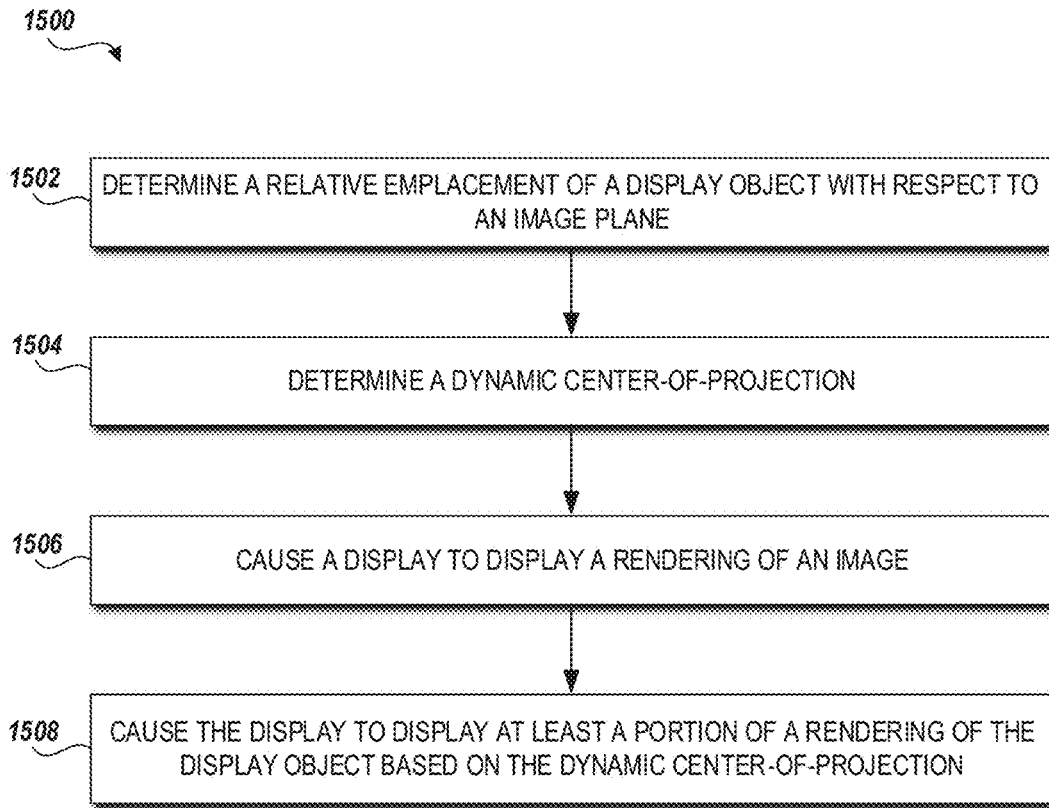 1500
1502
DETERMINE A RELATIVE EMPLACEMENT OF A DISPLAY OBJECT WITH RESPECT TO
AN IMAGE PLANE
1504
DETERMINE A DYNAMIC CENTER-OF-PROJECTION
1506
CAUSE A DISPLAY TO DISPLAY A RENDERING OF AN IMAGE
1508
CAUSE THE DISPLAY TO DISPLAY AT LEAST A PORTION OF A RENDERING OF THE
DISPLAY OBJECT BASED ON THE DYNAMIC CENTER-OF-PROJECTION